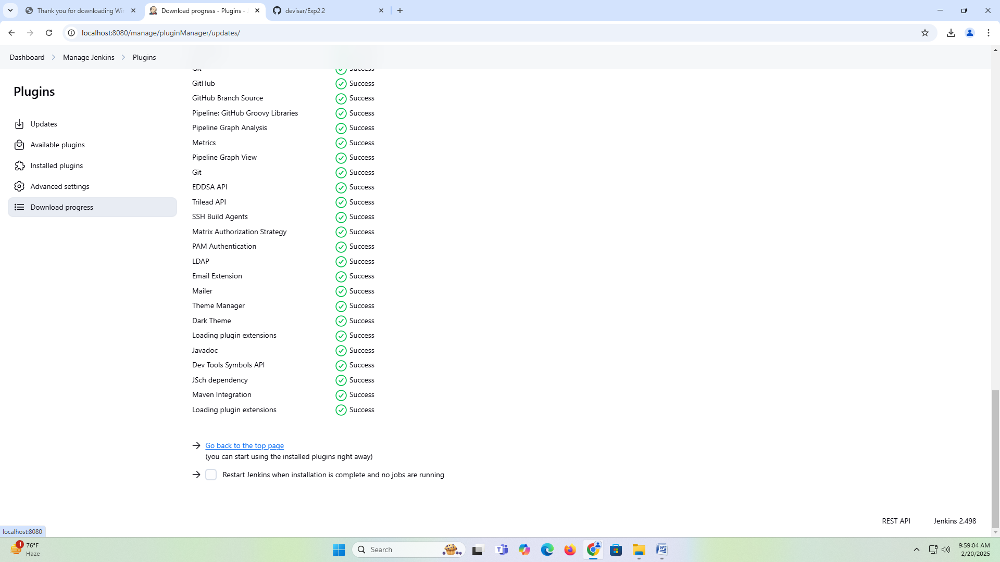 Thank you for downloading Wi
Download progress - Plugins -
devisar/Exp2.2
localhost:8080/manage/pluginManager/updates/
Dashboard
Manage Jenkins
Plugins
Plugins
Updates
Available plugins
Installed plugins
Advanced settings
Download progress
Git Success
GitHub Success
GitHub Branch Source Success
Pipeline: GitHub Groovy Libraries Success
Pipeline Graph Analysis Success
Metrics Success
Pipeline Graph View Success
Git Success
EDDSA API Success
Trilead API Success
SSH Build Agents Success
Matrix Authorization Strategy Success
PAM Authentication Success
LDAP Success
Email Extension Success
Mailer Success
Theme Manager Success
Dark Theme Success
Loading plugin extensions Success
Javadoc Success
Dev Tools Symbols API Success
JSch dependency Success
Maven Integration Success
Loading plugin extensions Success
Go back to the top page
(you can start using the installed plugins right away)
Restart Jenkins when installation is complete and no jobs are running
REST API
Jenkins 2.498
localhost:8080
1
76°F
Haze
Search
9:59:04 AM
2/20/2025